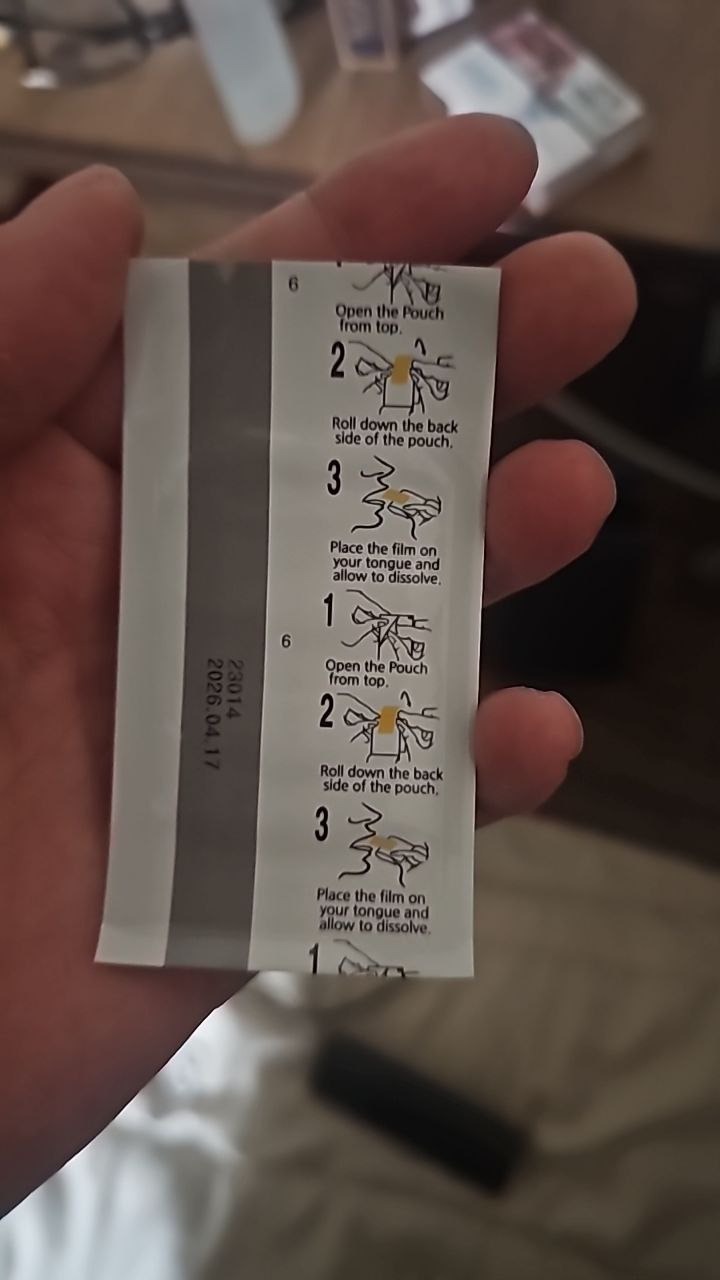 6
Open the Pouch
from top.
2
Roll down the back
side of the pouch.
3
Place the film on
your tongue and
allow to dissolve.
1
6
Open the Pouch
from top.
2
Roll down the back
side of the pouch.
3
Place the film on
your tongue and
allow to dissolve.
1
23014
2026.04.17